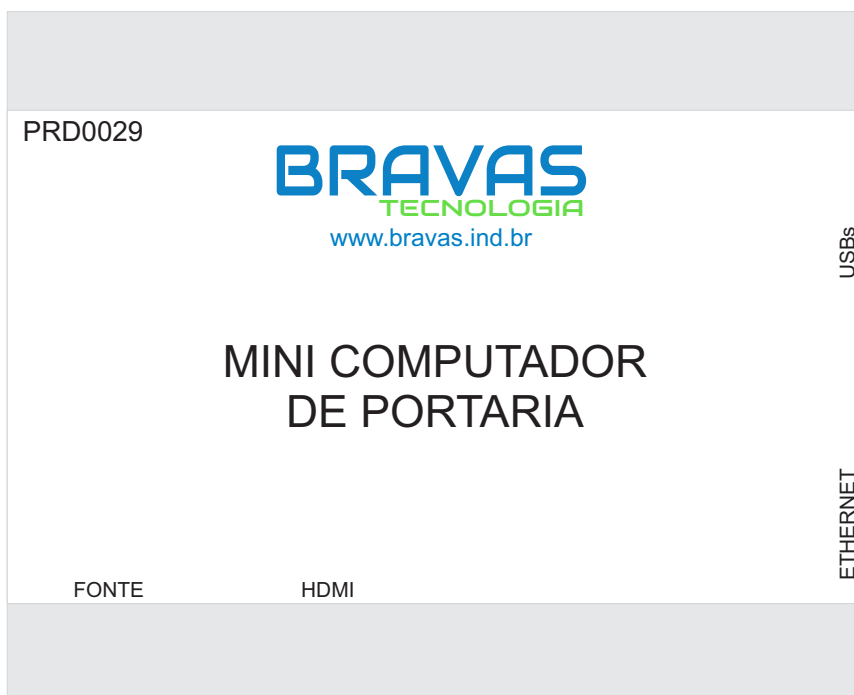 PRD0029
BRAVAS
TECNOLOGIA
www.bravas.ind.br
USBs
MINI COMPUTADOR
DE PORTARIA
ETHERNET
FONTE
HDMI